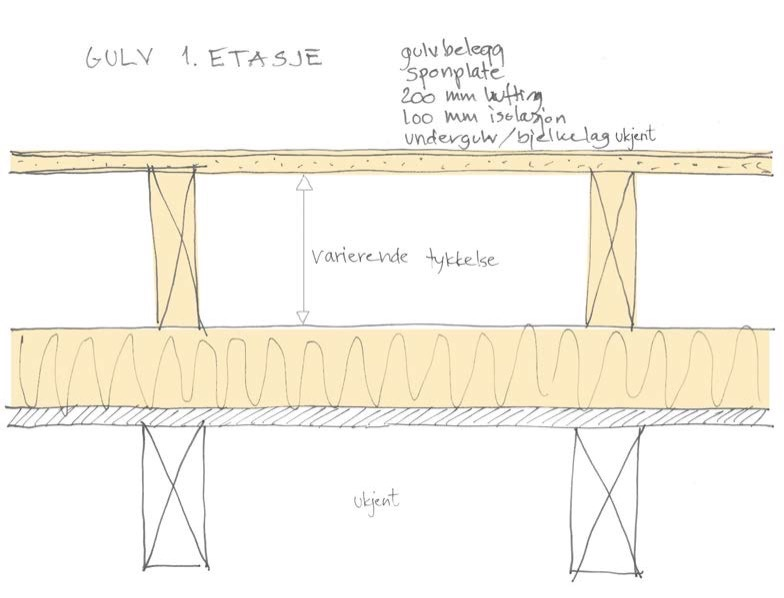 GULV 1. ETASJE
gulvbelegg
sponplate
200 mm lufting
100 mm isolasjon
undergulv/bjelkelag ukjent
varierende tykkelse
ukjent